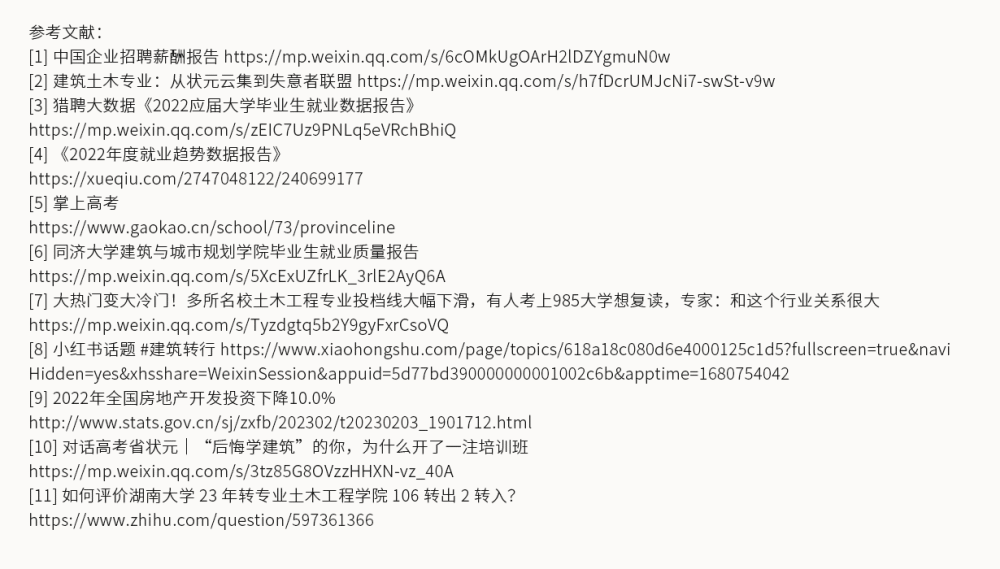 参考文献：
[1] 中国企业招聘薪酬报告 https://mp.weixin.qq.com/s/6cOMkUgOArH2lDZYgmuN0w
[2] 建筑土木专业：从状元云集到失意者联盟 https://mp.weixin.qq.com/s/h7fDcrUMJcNi7-swSt-v9w
[3] 猎聘大数据《2022应届大学毕业生就业数据报告》
https://mp.weixin.qq.com/s/zEIC7Uz9PNLq5eVRchBhiQ
[4] 《2022年度就业趋势数据报告》
https://xueqiu.com/2747048122/240699177
[5] 掌上高考
https://www.gaokao.cn/school/73/provinceline
[6] 同济大学建筑与城市规划学院毕业生就业质量报告
https://mp.weixin.qq.com/s/5XcExUZfrLK_3rlE2AyQ6A
[7] 大热门变大冷门！多所名校土木工程专业投档线大幅下滑，有人考上985大学想复读，专家：和这个行业关系很大
https://mp.weixin.qq.com/s/Tyzdgtq5b2Y9gyFxrCsoVQ
[8] 小红书话题 #建筑转行 https://www.xiaohongshu.com/page/topics/618a18c080d6e4000125c1d5?fullscreen=true&navi
Hidden=yes&xhsshare=WeixinSession&appuid=5d77bd390000000001002c6b&apptime=1680754042
[9] 2022年全国房地产开发投资下降10.0%
http://www.stats.gov.cn/sj/zxfb/202302/t20230203_1901712.html
[10] 对话高考省状元｜“后悔学建筑”的你，为什么开了一注培训班
https://mp.weixin.qq.com/s/3tz85G8OVzzHHXN-vz_40A
[11] 如何评价湖南大学 23 年转专业土木工程学院 106 转出 2 转入？
https://www.zhihu.com/question/597361366